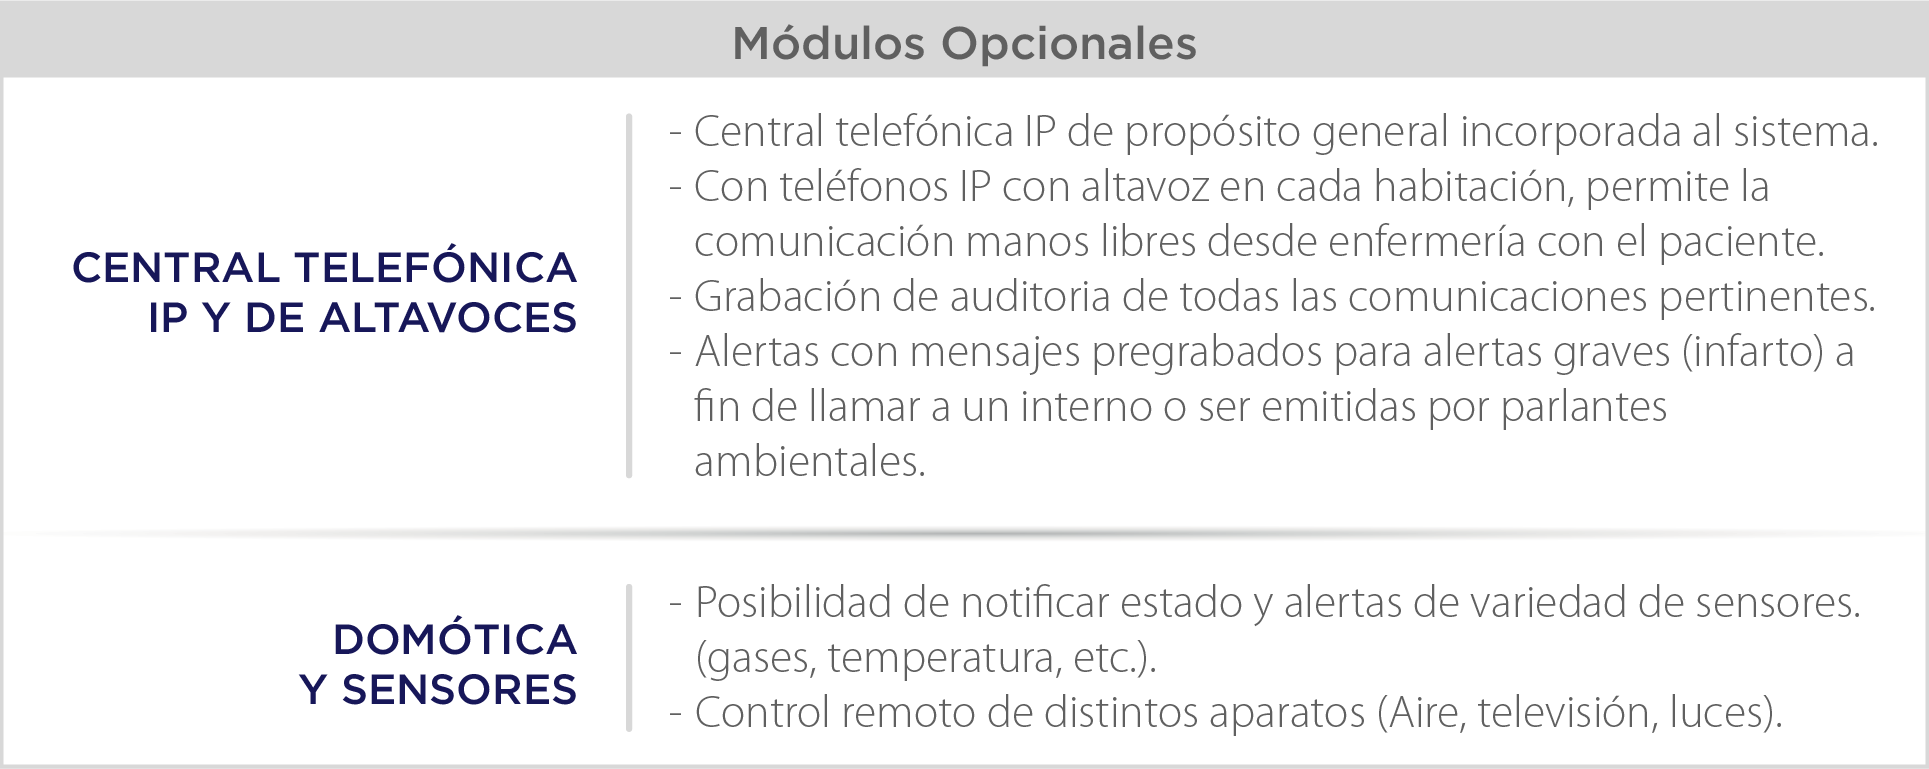 Módulos Opcionales
CENTRAL TELEFÓNICA
IP Y DE ALTAVOCES
- Central telefónica IP de propósito general incorporada al sistema.
- Con teléfonos IP con altavoz en cada habitación, permite la
comunicación manos libres desde enfermería con el paciente.
- Grabación de auditoria de todas las comunicaciones pertinentes.
- Alertas con mensajes pregrabados para alertas graves (infarto) a
fin de llamar a un interno o ser emitidas por parlantes
ambientales.
DOMÓTICA
Y SENSORES
- Posibilidad de notificar estado y alertas de variedad de sensores.
(gases, temperatura, etc.).
- Control remoto de distintos aparatos (Aire, televisión, luces).